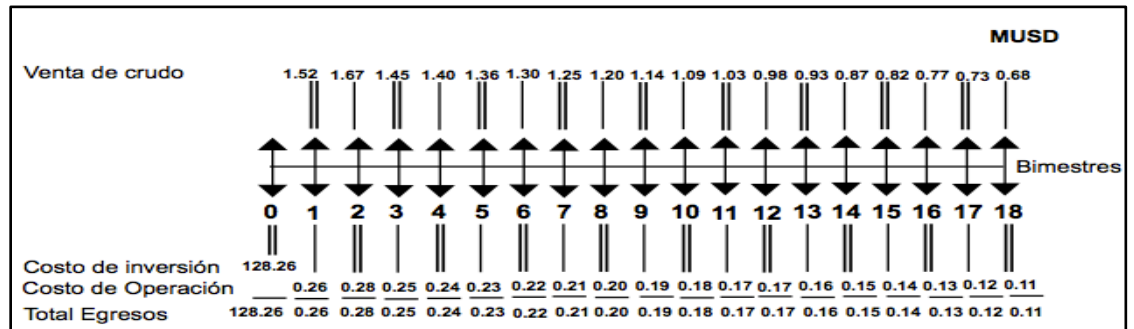 MUSD
Venta de crudo 1.52 1.67 1.45 1.40 1.36 1.30 1.25 1.20 1.14 1.09 1.03 0.98 0.93 0.87 0.82 0.77 0.73 0.68
Bimestres
0 1 2 3 4 5 6 7 8 9 10 11 12 13 14 15 16 17 18
Costo de inversión 128.26
Costo de Operación 0.26 0.28 0.25 0.24 0.23 0.22 0.21 0.20 0.19 0.18 0.17 0.17 0.16 0.15 0.14 0.13 0.12 0.11
Total Egresos 128.26 0.26 0.28 0.25 0.24 0.23 0.22 0.21 0.20 0.19 0.18 0.17 0.17 0.16 0.15 0.14 0.13 0.12 0.11